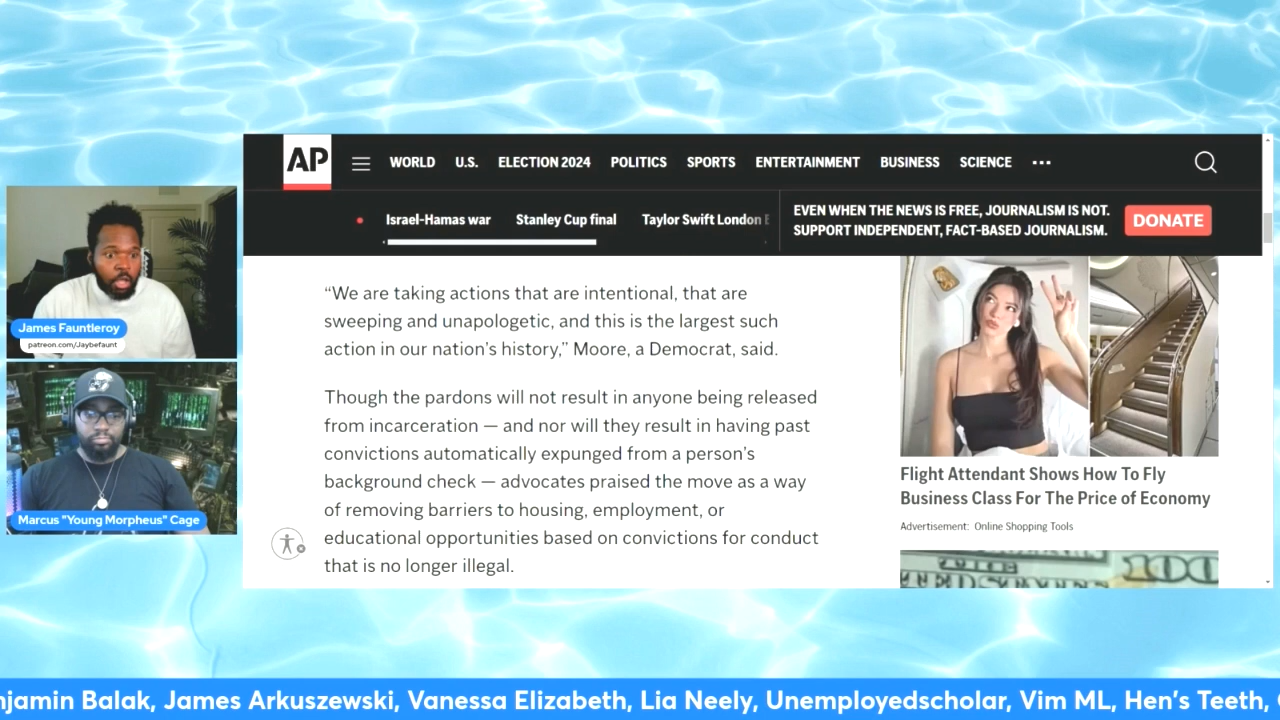 AP
WORLD U.S. ELECTION 2024 POLITICS SPORTS ENTERTAINMENT BUSINESS SCIENCE •••
Israel-Hamas war Stanley Cup final Taylor Swift London
EVEN WHEN THE NEWS IS FREE, JOURNALISM IS NOT.
SUPPORT INDEPENDENT, FACT-BASED JOURNALISM.
DONATE
James Fauntleroy
patreon.com/Jaybefaunt
Marcus "Young Morpheus" Cage
“We are taking actions that are intentional, that are
sweeping and unapologetic, and this is the largest such
action in our nation’s history,” Moore, a Democrat, said.
Though the pardons will not result in anyone being released
from incarceration — and nor will they result in having past
convictions automatically expunged from a person’s
background check — advocates praised the move as a way
of removing barriers to housing, employment, or
educational opportunities based on convictions for conduct
that is no longer illegal.
Flight Attendant Shows How To Fly
Business Class For The Price of Economy
Advertisement: Online Shopping Tools
100
njamin Balak, James Arkuszewski, Vanessa Elizabeth, Lia Neely, Unemployedscholar, Vim ML, Hen's Teeth,